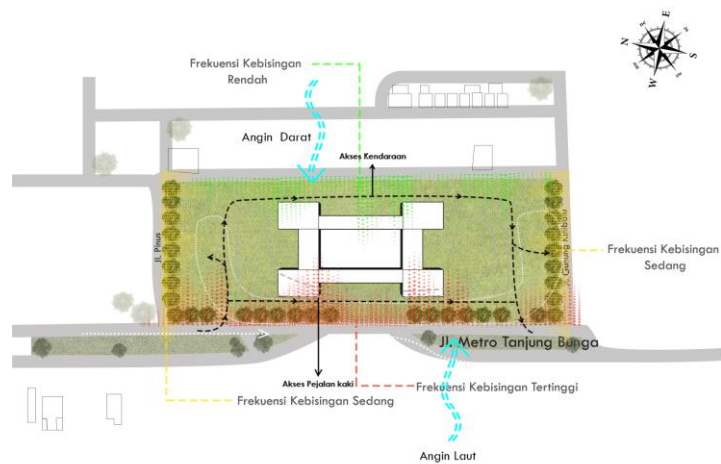 E
N
S
W
Frekuensi Kebisingan
Rendah
Angin Darat
Akses Kendaraan
Jl. Pinus
Frekuensi Kebisingan
Sedang
Jl. Metro Tanjung Bunga
Akses Pejalan kaki
Frekuensi Kebisingan Tertinggi
Frekuensi Kebisingan Sedang
Angin Laut